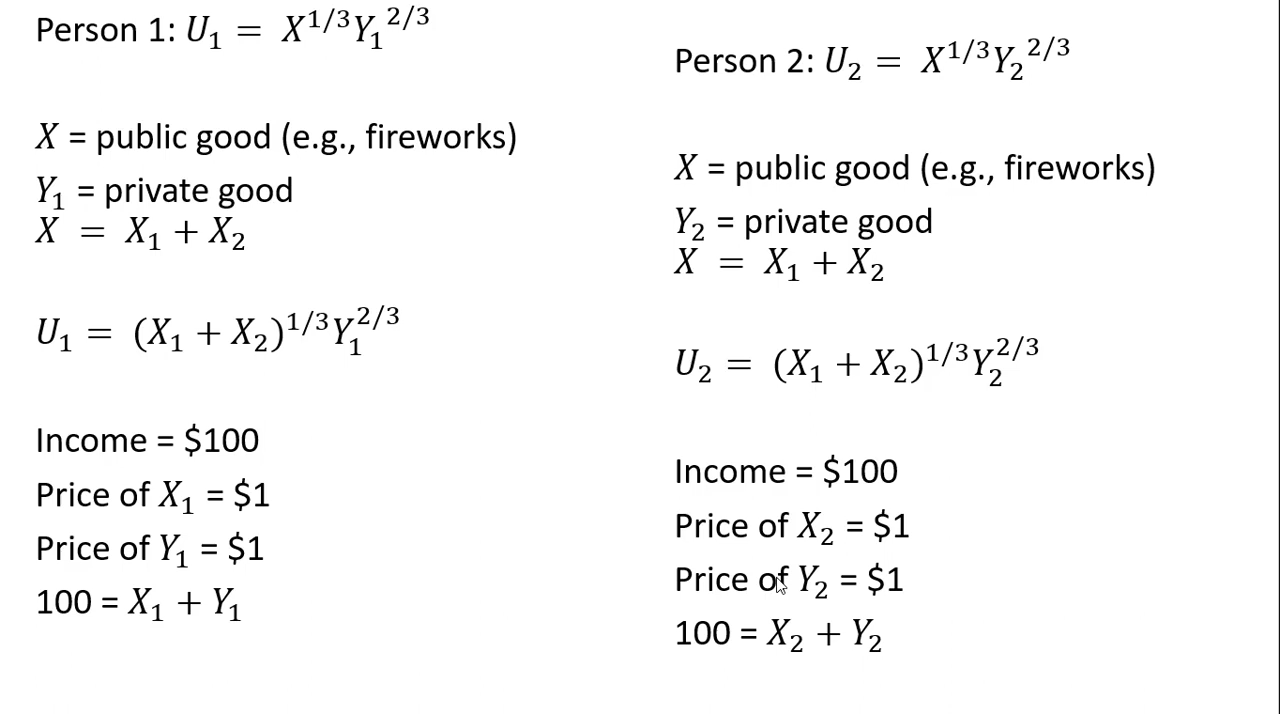 Person 1: U₁ = X^{1/3}Y₁^{2/3}
X = public good (e.g., fireworks)
Y₁ = private good
X = X₁ + X₂
U₁ = (X₁ + X₂)^{1/3}Y₁^{2/3}
Income = $100
Price of X₁ = $1
Price of Y₁ = $1
100 = X₁ + Y₁
Person 2: U₂ = X^{1/3}Y₂^{2/3}
X = public good (e.g., fireworks)
Y₂ = private good
X = X₁ + X₂
U₂ = (X₁ + X₂)^{1/3}Y₂^{2/3}
Income = $100
Price of X₂ = $1
Price of Y₂ = $1
100 = X₂ + Y₂